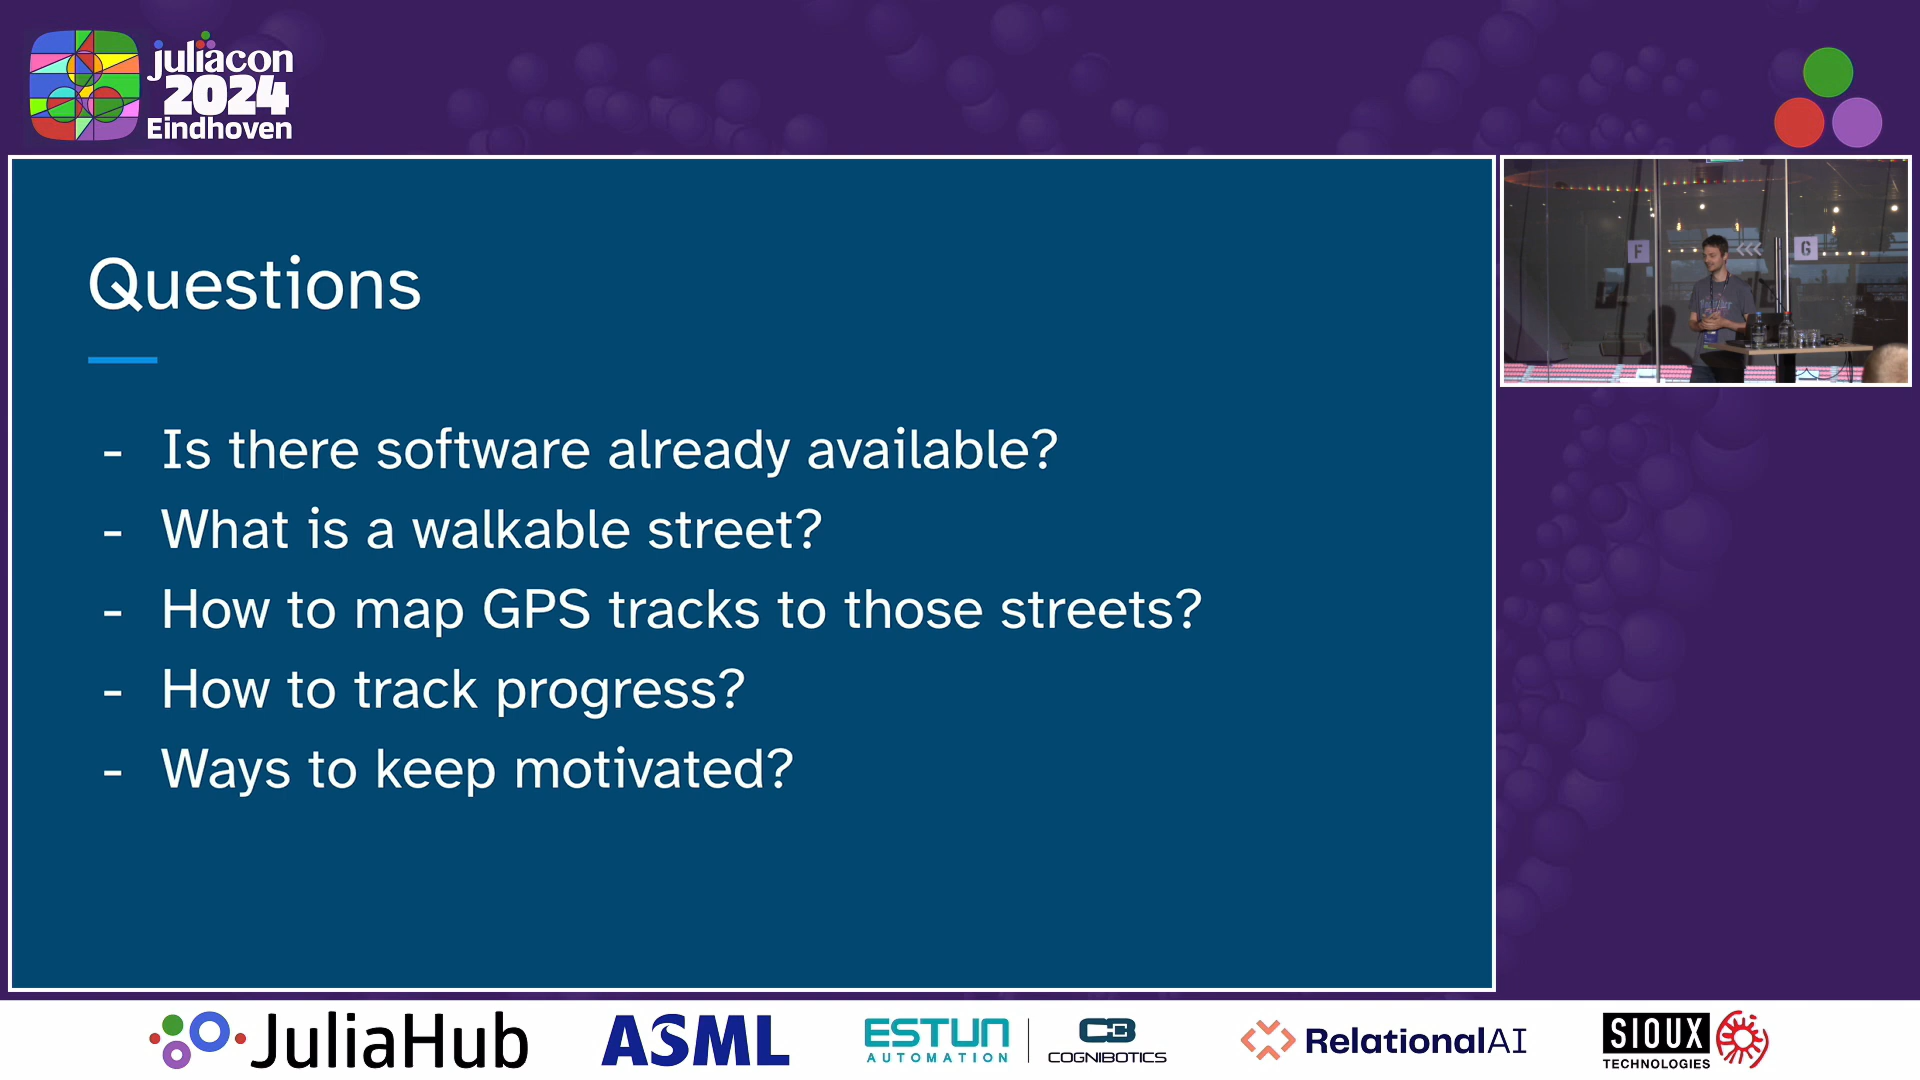 juliacon
2024
Eindhoven
Questions
- Is there software already available?
- What is a walkable street?
- How to map GPS tracks to those streets?
- How to track progress?
- Ways to keep motivated?
F
G
JuliaHub
ASML
ESTUN
AUTOMATION
COGNIBOTICS
RelationalAI
SIOUX
TECHNOLOGIES